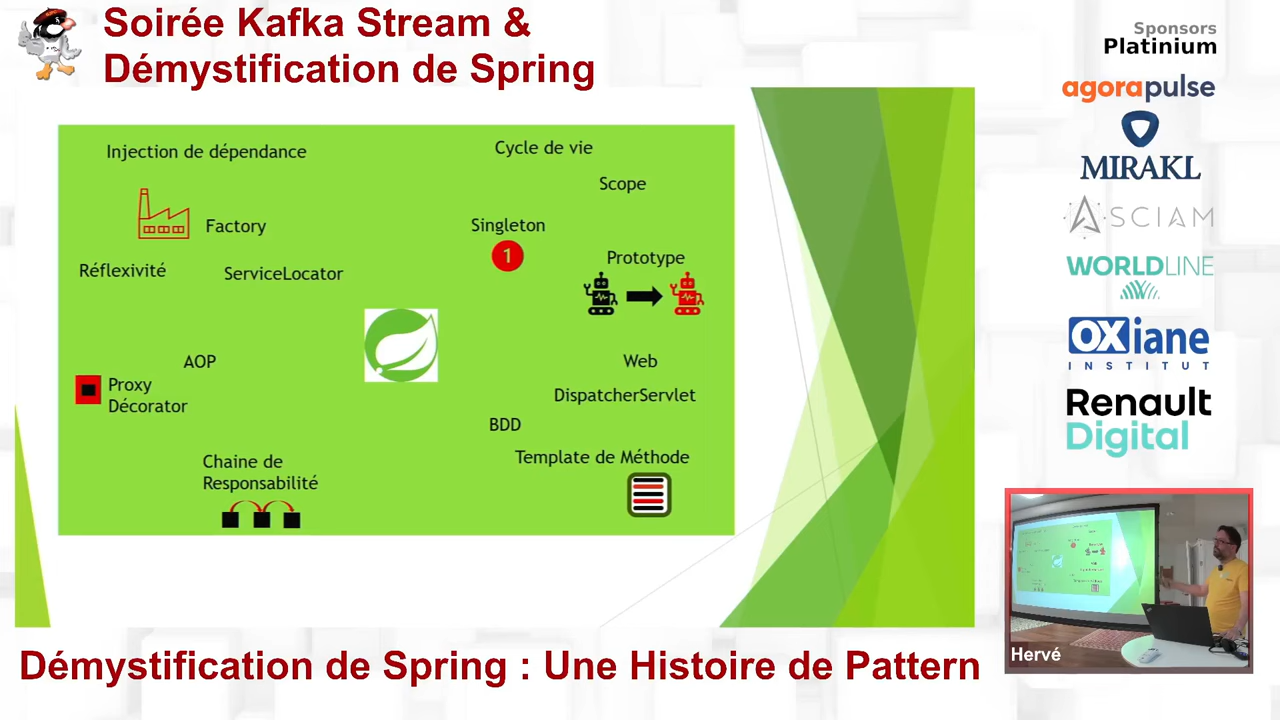 Soirée Kafka Stream &
Démystification de Spring
Sponsors
Platinium
agorapulse
MIRAKL
ASCIAM
WORLDLINE
OXiane
INSTITUT
Renault
Digital
Injection de dépendance
Cycle de vie
Scope
Factory
Singleton
1
Réflexivité
ServiceLocator
Prototype
AOP
Web
Proxy
Décorator
DispatcherServlet
BDD
Template de Méthode
Chaine de
Responsabilité
Hervé
Démystification de Spring : Une Histoire de Pattern